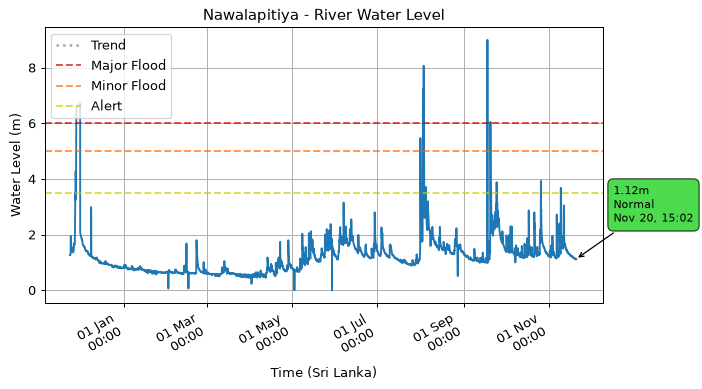 Nawalapitiya - River Water Level
Trend
Major Flood
Minor Flood
Alert
Water Level (m)
8
6
4
2
0
1.12m
Normal
Nov 20, 15:02
01 Jan
00:00
01 Mar
00:00
01 May
00:00
01 Jul
00:00
01 Sep
00:00
01 Nov
00:00
Time (Sri Lanka)